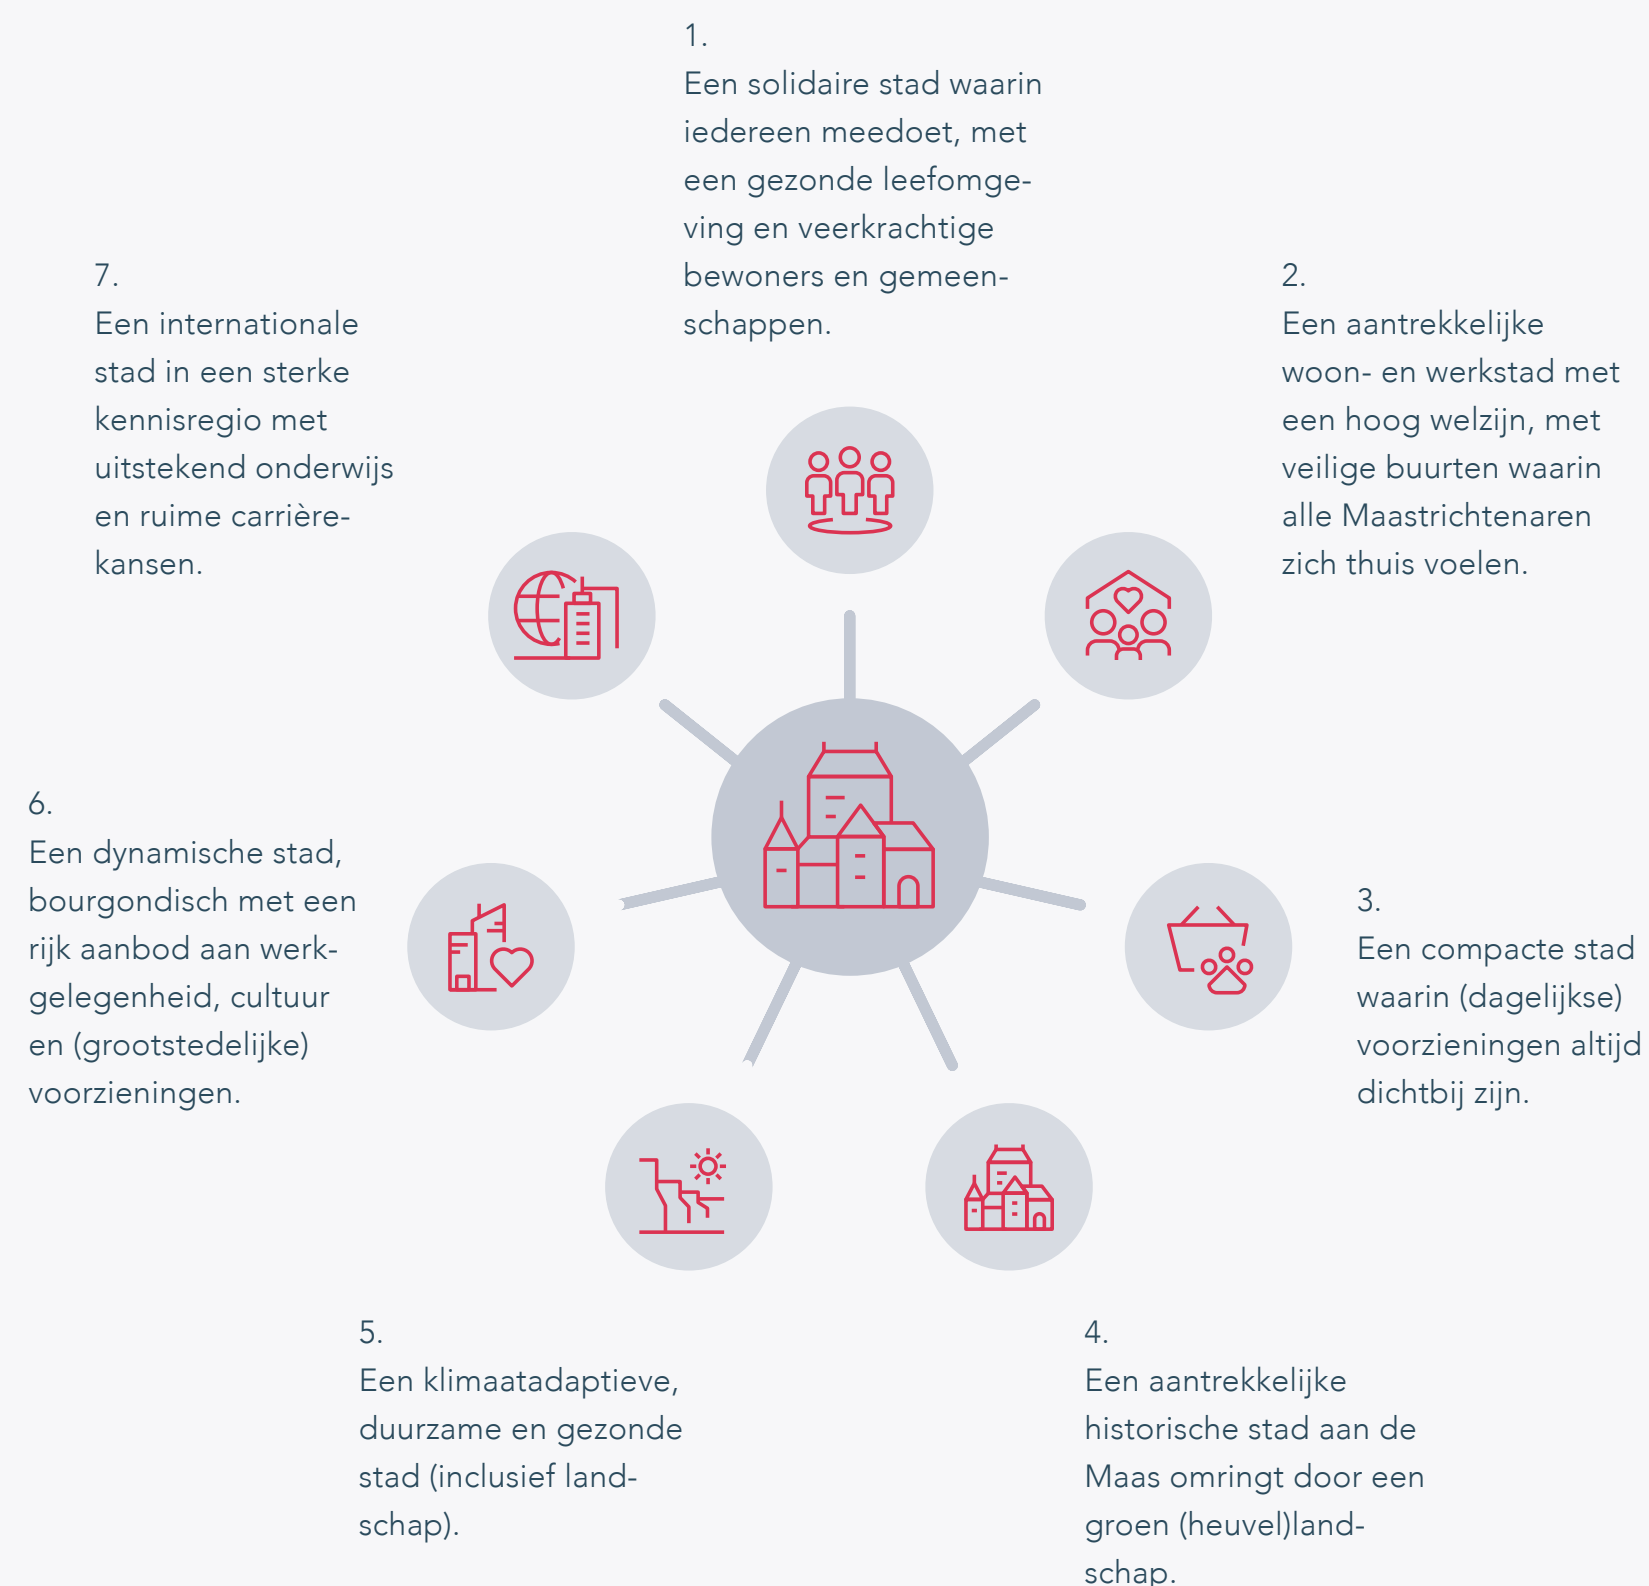 1.
Een solidaire stad waarin
iedereen meedoet, met
een gezonde leefomge-
ving en veerkrachtige
bewoners en gemeen-
schappen.
2.
Een aantrekkelijke
woon- en werkstad met
een hoog welzijn, met
veilige buurten waarin
alle Maastrichtenaren
zich thuis voelen.
3.
Een compacte stad
waarin (dagelijkse)
voorzieningen altijd
dichtbij zijn.
4.
Een aantrekkelijke
historische stad aan de
Maas omringt door een
groen (heuvel)land-
schap.
5.
Een klimaatadaptieve,
duurzame en gezonde
stad (inclusief land-
schap).
6.
Een dynamische stad,
bourgondisch met een
rijk aanbod aan werk-
gelegenheid, cultuur
en (grootstedelijke)
voorzieningen.
7.
Een internationale
stad in een sterke
kennisregio met
uitstekend onderwijs
en ruime carrière-
kansen.